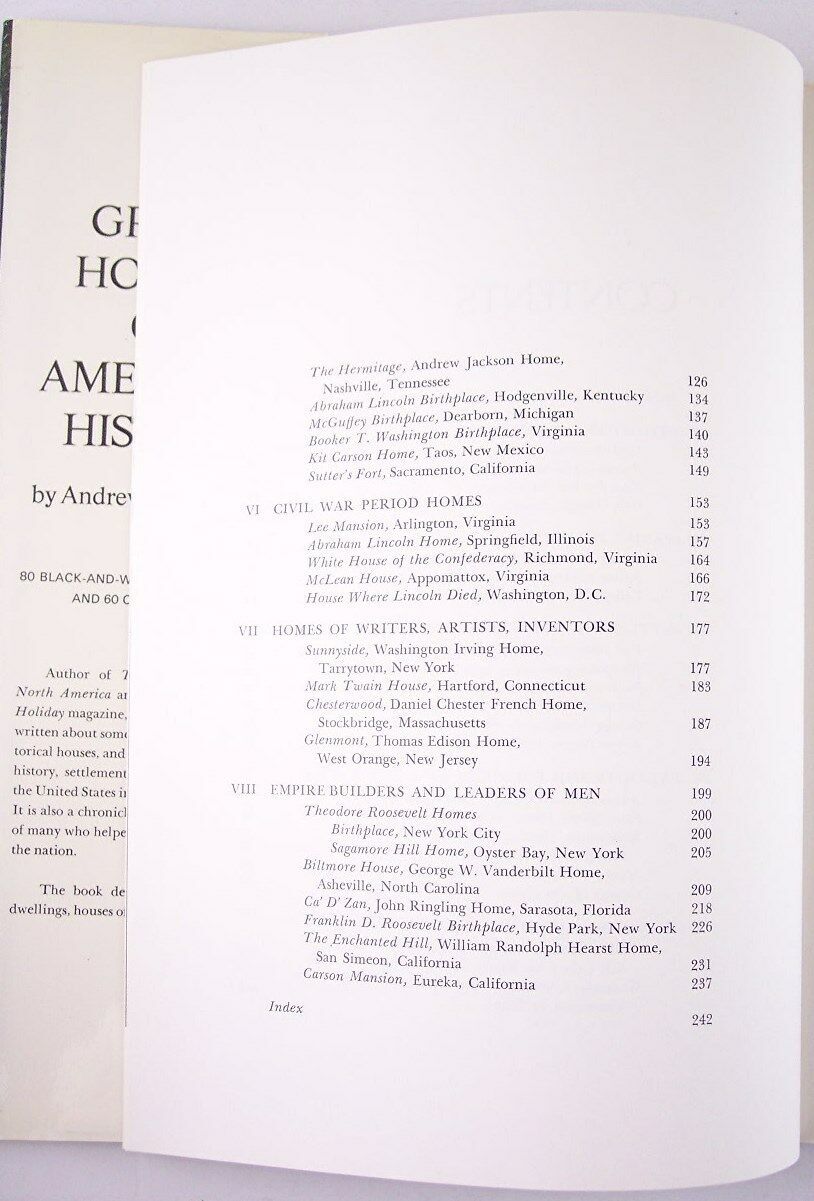 GR
HO
AME
HIS
by Andrew
80 BLACK-AND-W
AND 60 C
Author of
North America
Holiday magazine,
written about some
torical houses, and
history, settlement
the United States
It is also a
of many who helpe
the nation.
The book de
dwellings, houses
The Hermitage, Andrew Jackson Home,
Nashville, Tennessee 126
Abraham Lincoln Birthplace, Hodgenville, Kentucky 134
McGuffey Birthplace, Dearborn, Michigan 137
Booker T. Washington Birthplace, Virginia 140
Kit Carson Home, Taos, New Mexico 143
Sutter's Fort, Sacramento, California 149
VI CIVIL WAR PERIOD HOMES 153
Lee Mansion, Arlington, Virginia 153
Abraham Lincoln Home, Springfield, Illinois 157
White House of the Confederacy, Richmond, Virginia 164
McLean House, Appomattox, Virginia 166
House Where Lincoln Died, Washington, D.C. 172
VII HOMES OF WRITERS, ARTISTS, INVENTORS 177
Sunnyside, Washington Irving Home,
Tarrytown, New York 177
Mark Twain House, Hartford, Connecticut 183
Chesterwood, Daniel Chester French Home,
Stockbridge, Massachusetts 187
Glenmont, Thomas Edison Home,
West Orange, New Jersey 194
VIII EMPIRE BUILDERS AND LEADERS OF MEN 199
Theodore Roosevelt Homes 200
Birthplace, New York City 200
Sagamore Hill Home, Oyster Bay, New York 205
Biltmore House, George W. Vanderbilt Home,
Asheville, North Carolina 209
Ca' D' Zan, John Ringling Home, Sarasota, Florida 218
Franklin D. Roosevelt Birthplace, Hyde Park, New York 226
The Enchanted Hill, William Randolph Hearst Home,
San Simeon, California 231
Carson Mansion, Eureka, California 237
Index 242